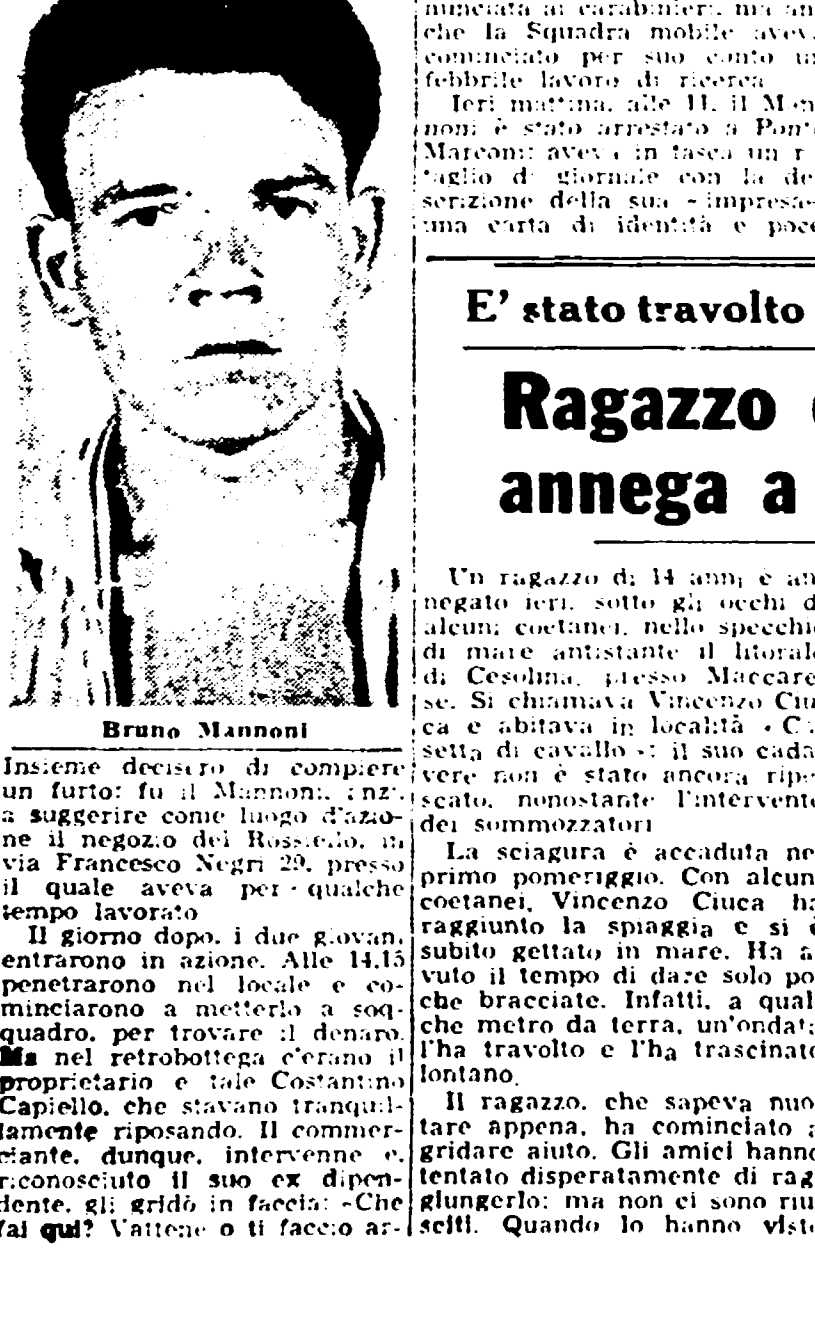 Bruno Mannoni
Insieme decisero di compiere
un furto: fu il Mannoni, anzi,
a suggerire come luogo d'azio-
ne il negozio del in
via Francesco Negri 29, presso
il quale aveva per qualche
tempo lavorato
Il giorno dopo, i due giovani
entrarono in azione. Alle 14,15
penetrarono nel locale e co-
minciarono a metterlo a soq-
quadro, per trovare il denaro.
Ma nel retrobottega c'erano il
proprietario e tale Costantino
Capiello, che stavano tranquil-
lamente riposando. Il commer-
ciante, dunque, intervenne e,
riconosciuto il suo ex dipen-
dente, gli gridò in faccia: «Che
fai qui? Vattene o ti faccio ar-
nunciata ai carabinieri, ma an
che la Squadra mobile avev
cominciato per suo conto un
febbrile lavoro di ricerca
Ieri mattina, alle 11, il Man
noni è stato arrestato a Pont
Marconi: aveva in tasca un r
taglio di giornale con la de
scrizione della sua «impresa»
una carta di identità e poc
E' stato travolto
Ragazzo
annega a
Un ragazzo di 14 anni è an
negato ieri, sotto gli occhi d
alcuni coetanei, nello specchi
di mare antistante il litoral
di Cesolina, presso Maccare
se. Si chiamava Vincenzo Ciu
ca e abitava in località « C
setta di cavallo »: il suo cada
vere non è stato ancora ripe
scato, nonostante l'intervent
dei sommozzatori
La sciagura è accaduta ne
primo pomeriggio. Con alcun
coetanei, Vincenzo Ciuca ha
raggiunto la spiaggia e si è
subito gettato in mare. Ha a
vuto il tempo di dare solo po
che bracciate. Infatti, a qual
che metro da terra, un'ondata
l'ha travolto e l'ha trascinato
lontano.
Il ragazzo, che sapeva nuo
tare appena, ha cominciato a
gridare aiuto. Gli amici hanno
tentato disperatamente di rag
giungerlo: ma non ci sono riu
sciti. Quando lo hanno visto